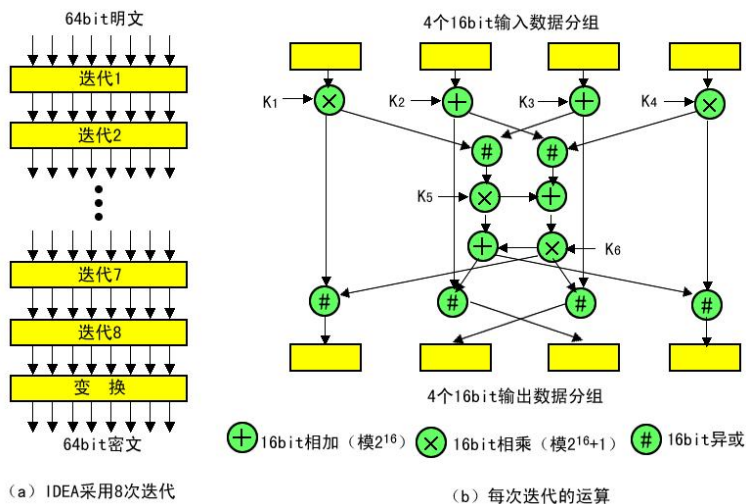 64bit明文
迭代1
迭代2
迭代7
迭代8
变 换
64bit密文
(a) IDEA采用8次迭代
4个16bit输入数据分组
K1
K2
K3
K4
K5
K6
4个16bit输出数据分组
+ 16bit相加（模2^16） × 16bit相乘（模2^16+1） # 16bit异或
(b) 每次迭代的运算